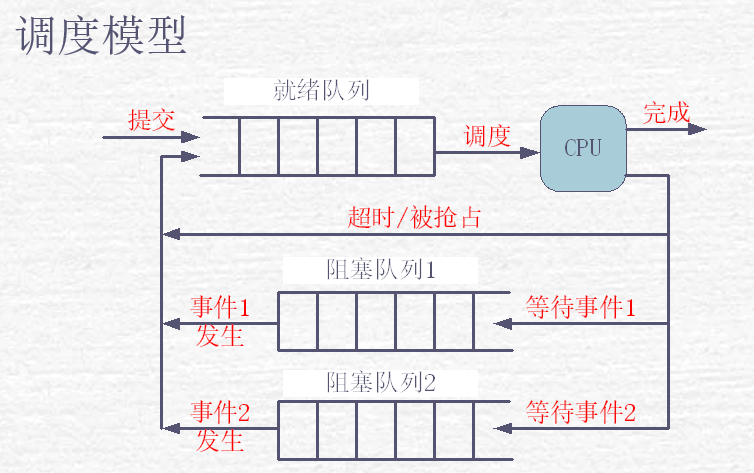 调度模型
就绪队列
提交
调度
CPU
完成
超时/被抢占
阻塞队列1
事件1
发生
等待事件1
阻塞队列2
事件2
发生
等待事件2